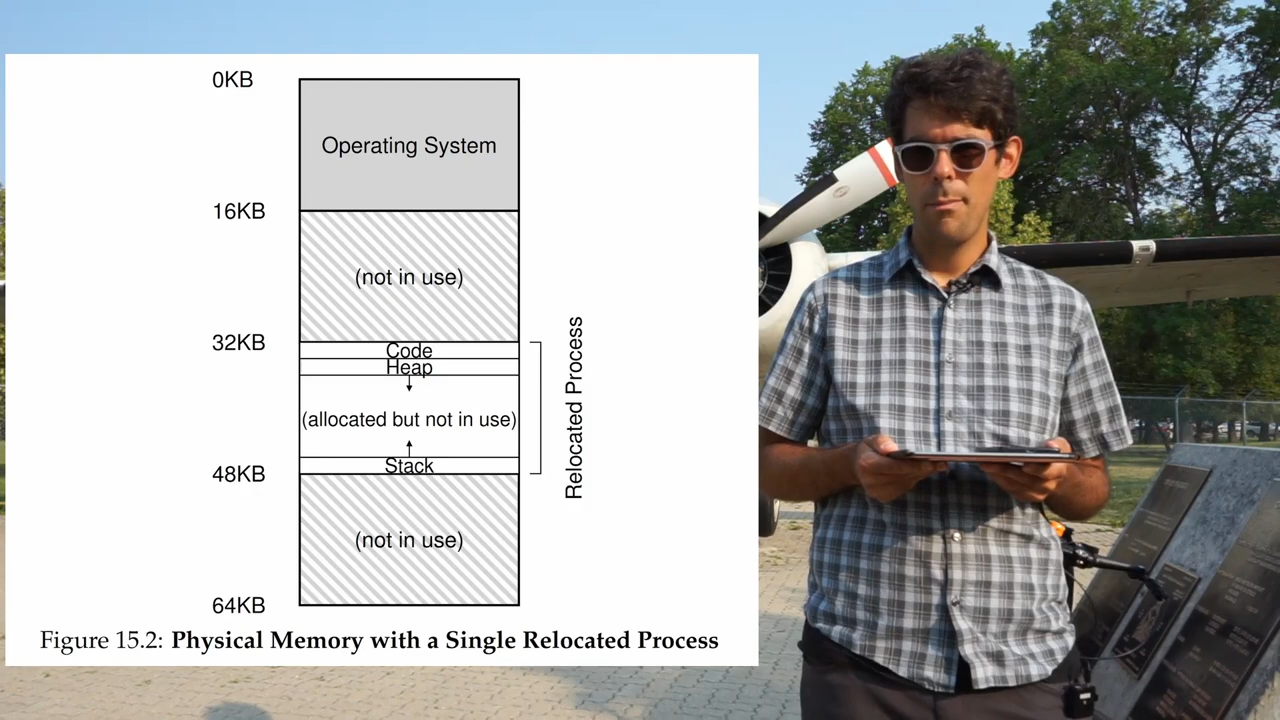 0KB
Operating System
16KB
(not in use)
32KB
Code
Heap
(allocated but not in use)
Stack
48KB
Relocated Process
(not in use)
64KB
Figure 15.2: Physical Memory with a Single Relocated Process